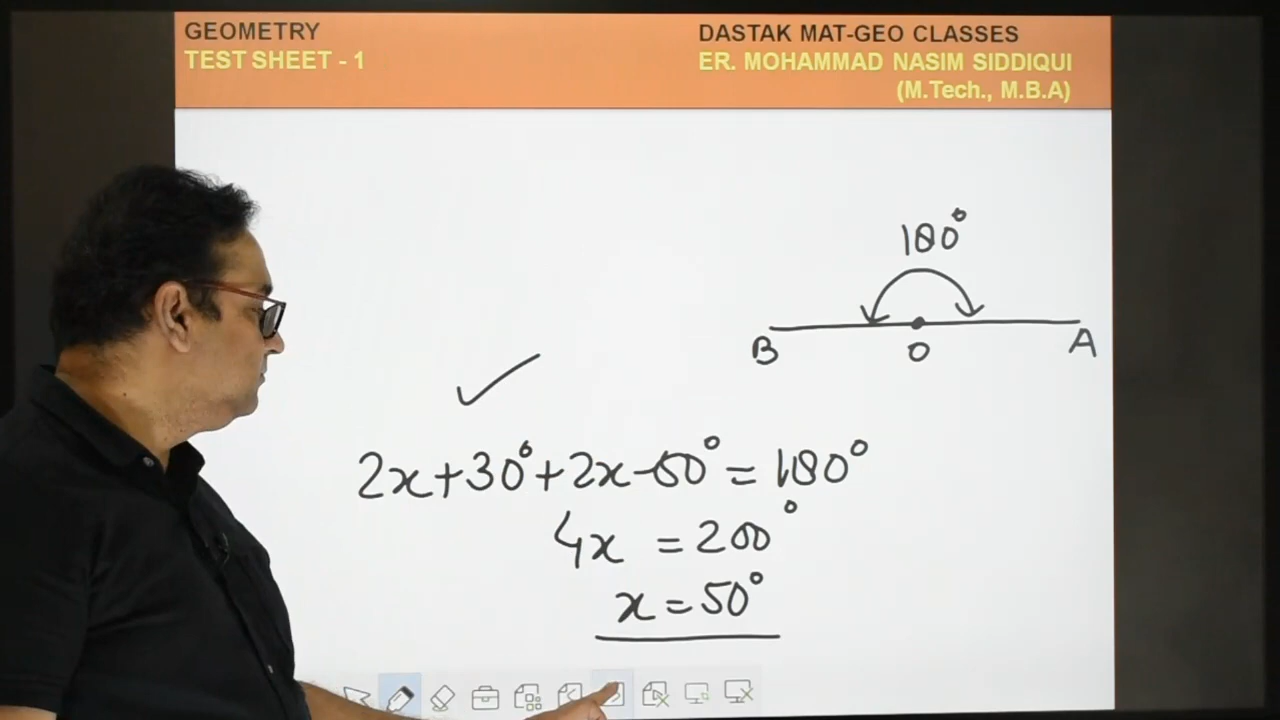 GEOMETRY
TEST SHEET - 1
DASTAK MAT-GEO CLASSES
ER. MOHAMMAD NASIM SIDDIQUI
(M.Tech., M.B.A)
180°
B
O
A
2x+30°+2x-50°=180°
4x = 200°
x = 50°